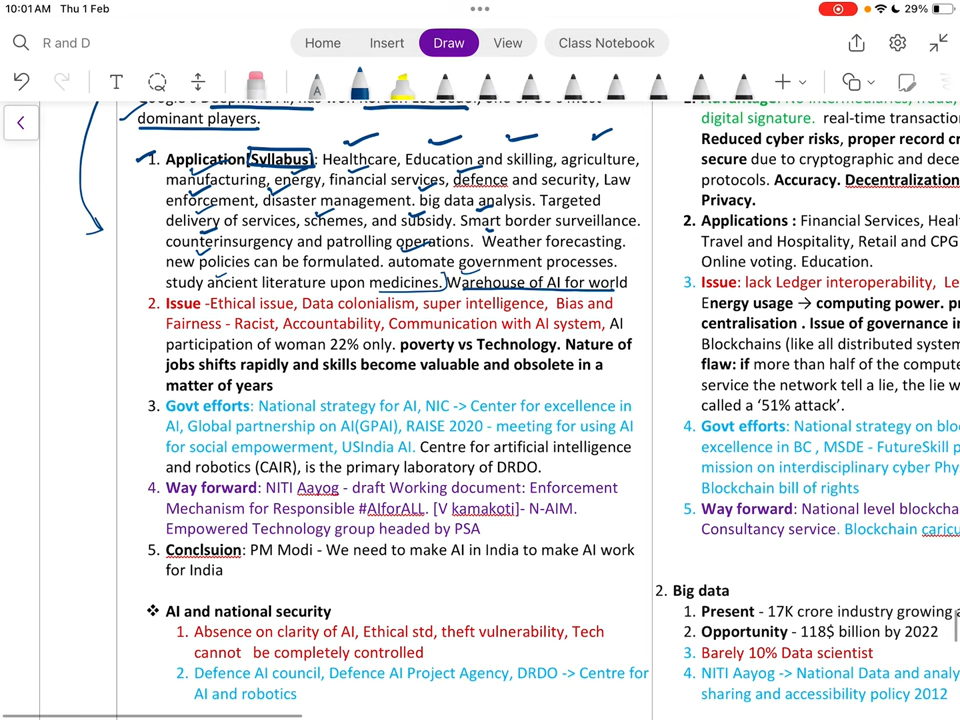 10:01 AM Thu 1 Feb
29%
R and D
Home Insert Draw View Class Notebook
dominant players.
1. Application[Syllabus]: Healthcare, Education and skilling, agriculture,
manufacturing, energy, financial services, defence and security, Law
enforcement, disaster management. big data analysis. Targeted
delivery of services, schemes, and subsidy. Smart border surveillance.
counterinsurgency and patrolling operations. Weather forecasting.
new policies can be formulated. automate government processes.
study ancient literature upon medicines. Warehouse of AI for world
2. Issue -Ethical issue, Data colonialism, super intelligence, Bias and
Fairness - Racist, Accountability, Communication with AI system, AI
participation of woman 22% only. poverty vs Technology. Nature of
jobs shifts rapidly and skills become valuable and obsolete in a
matter of years
3. Govt efforts: National strategy for AI, NIC -> Center for excellence in
AI, Global partnership on AI(GPAI), RAISE 2020 - meeting for using AI
for social empowerment, USIndia AI. Centre for artificial intelligence
and robotics (CAIR), is the primary laboratory of DRDO.
4. Way forward: NITI Aayog - draft Working document: Enforcement
Mechanism for Responsible #AIforALL. [V kamakoti]- N-AIM.
Empowered Technology group headed by PSA
5. Conclsuion: PM Modi - We need to make AI in India to make AI work
for India
❖ AI and national security
1. Absence on clarity of AI, Ethical std, theft vulnerability, Tech
cannot be completely controlled
2. Defence AI council, Defence AI Project Agency, DRDO -> Centre for
AI and robotics
digital signature. real-time transactio
Reduced cyber risks, proper record cr
secure due to cryptographic and dece
protocols. Accuracy. Decentralization
Privacy.
2. Applications : Financial Services, Heal
Travel and Hospitality, Retail and CPG
Online voting. Education.
3. Issue: lack Ledger interoperability, Le
Energy usage → computing power. pr
centralisation . Issue of governance in
Blockchains (like all distributed system
flaw: if more than half of the compute
service the network tell a lie, the lie w
called a ‘51% attack’.
4. Govt efforts: National strategy on bloc
excellence in BC , MSDE - FutureSkill p
mission on interdisciplinary cyber Phy
Blockchain bill of rights
5. Way forward: National level blockcha
Consultancy service. Blockchain caricu
2. Big data
1. Present - 17K crore industry growing a
2. Opportunity - 118$ billion by 2022
3. Barely 10% Data scientist
4. NITI Aayog -> National Data and analy
sharing and accessibility policy 2012